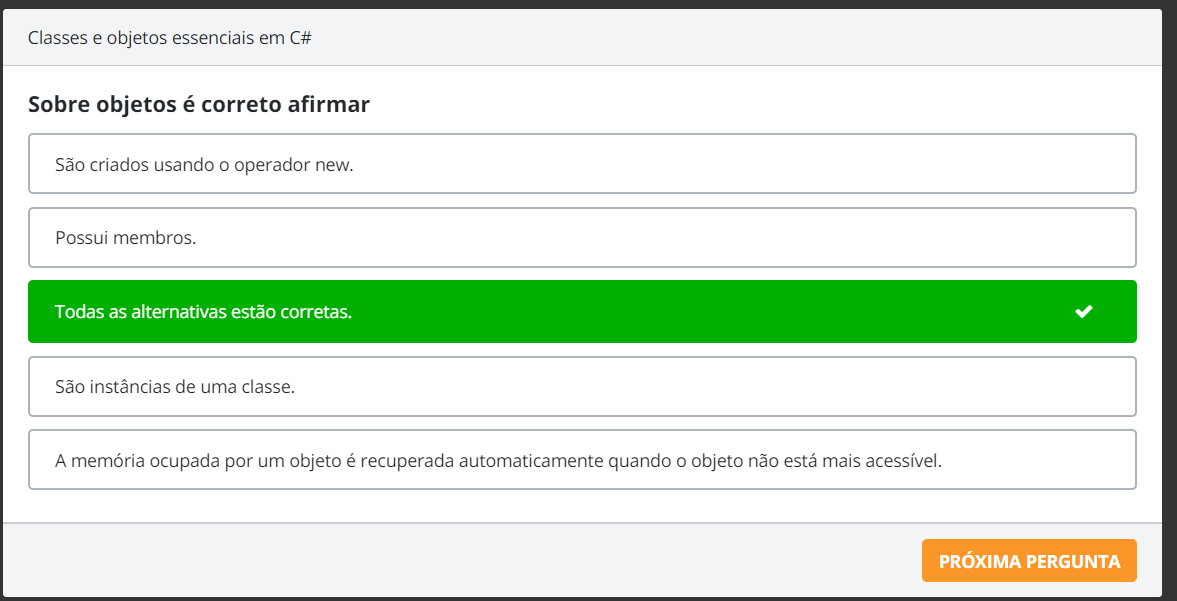 Classes e objetos essenciais em C#
Sobre objetos é correto afirmar
São criados usando o operador new.
Possui membros.
Todas as alternativas estão corretas.
São instâncias de uma classe.
A memória ocupada por um objeto é recuperada automaticamente quando o objeto não está mais acessível.
PRÓXIMA PERGUNTA